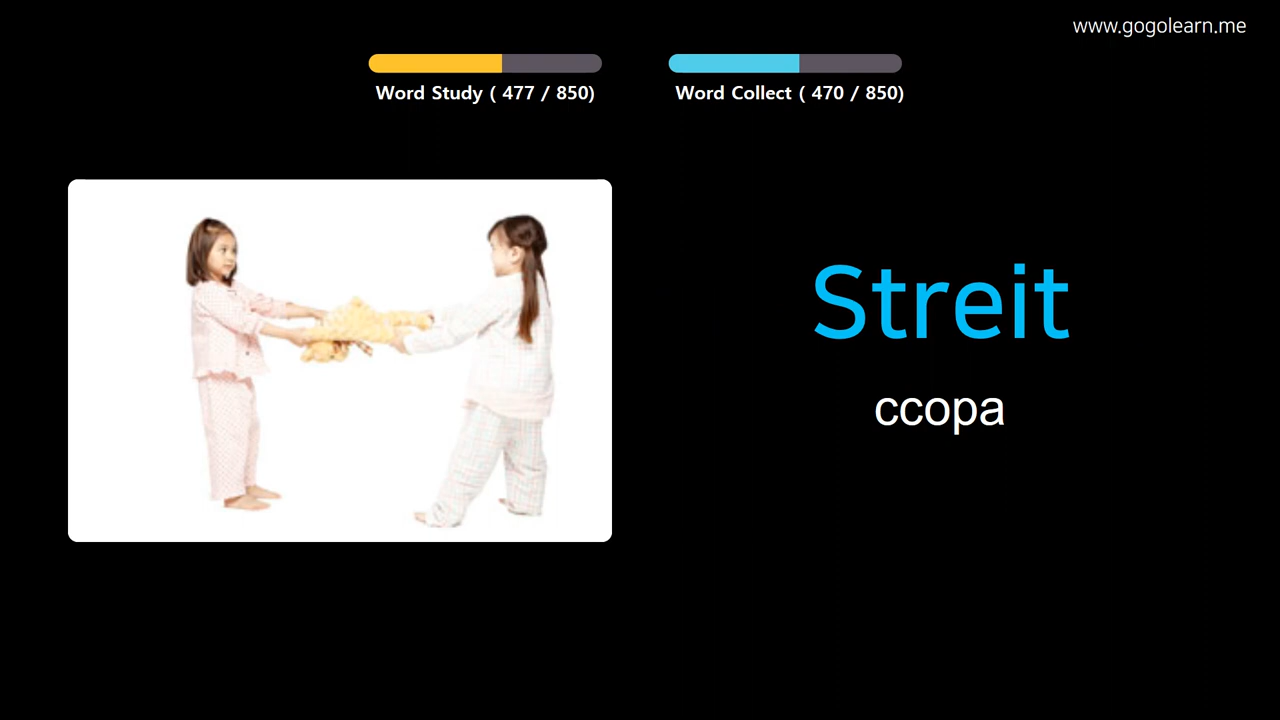 www.gogolearn.me
Word Study ( 477 / 850)
Word Collect ( 470 / 850)
Streit
ссора